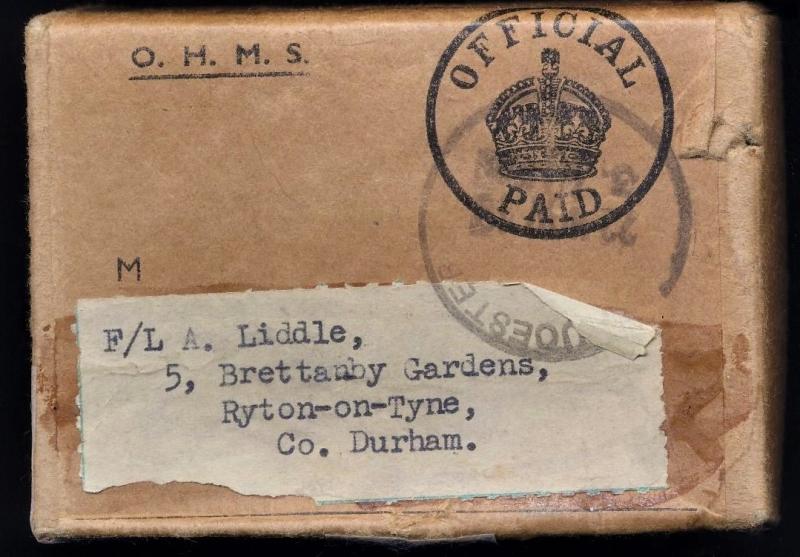 O. H. M. S.
OFFICIAL
PAID
M
F/L A. Liddle,
5, Brettanby Gardens,
Ryton-on-Tyne,
Co. Durham.